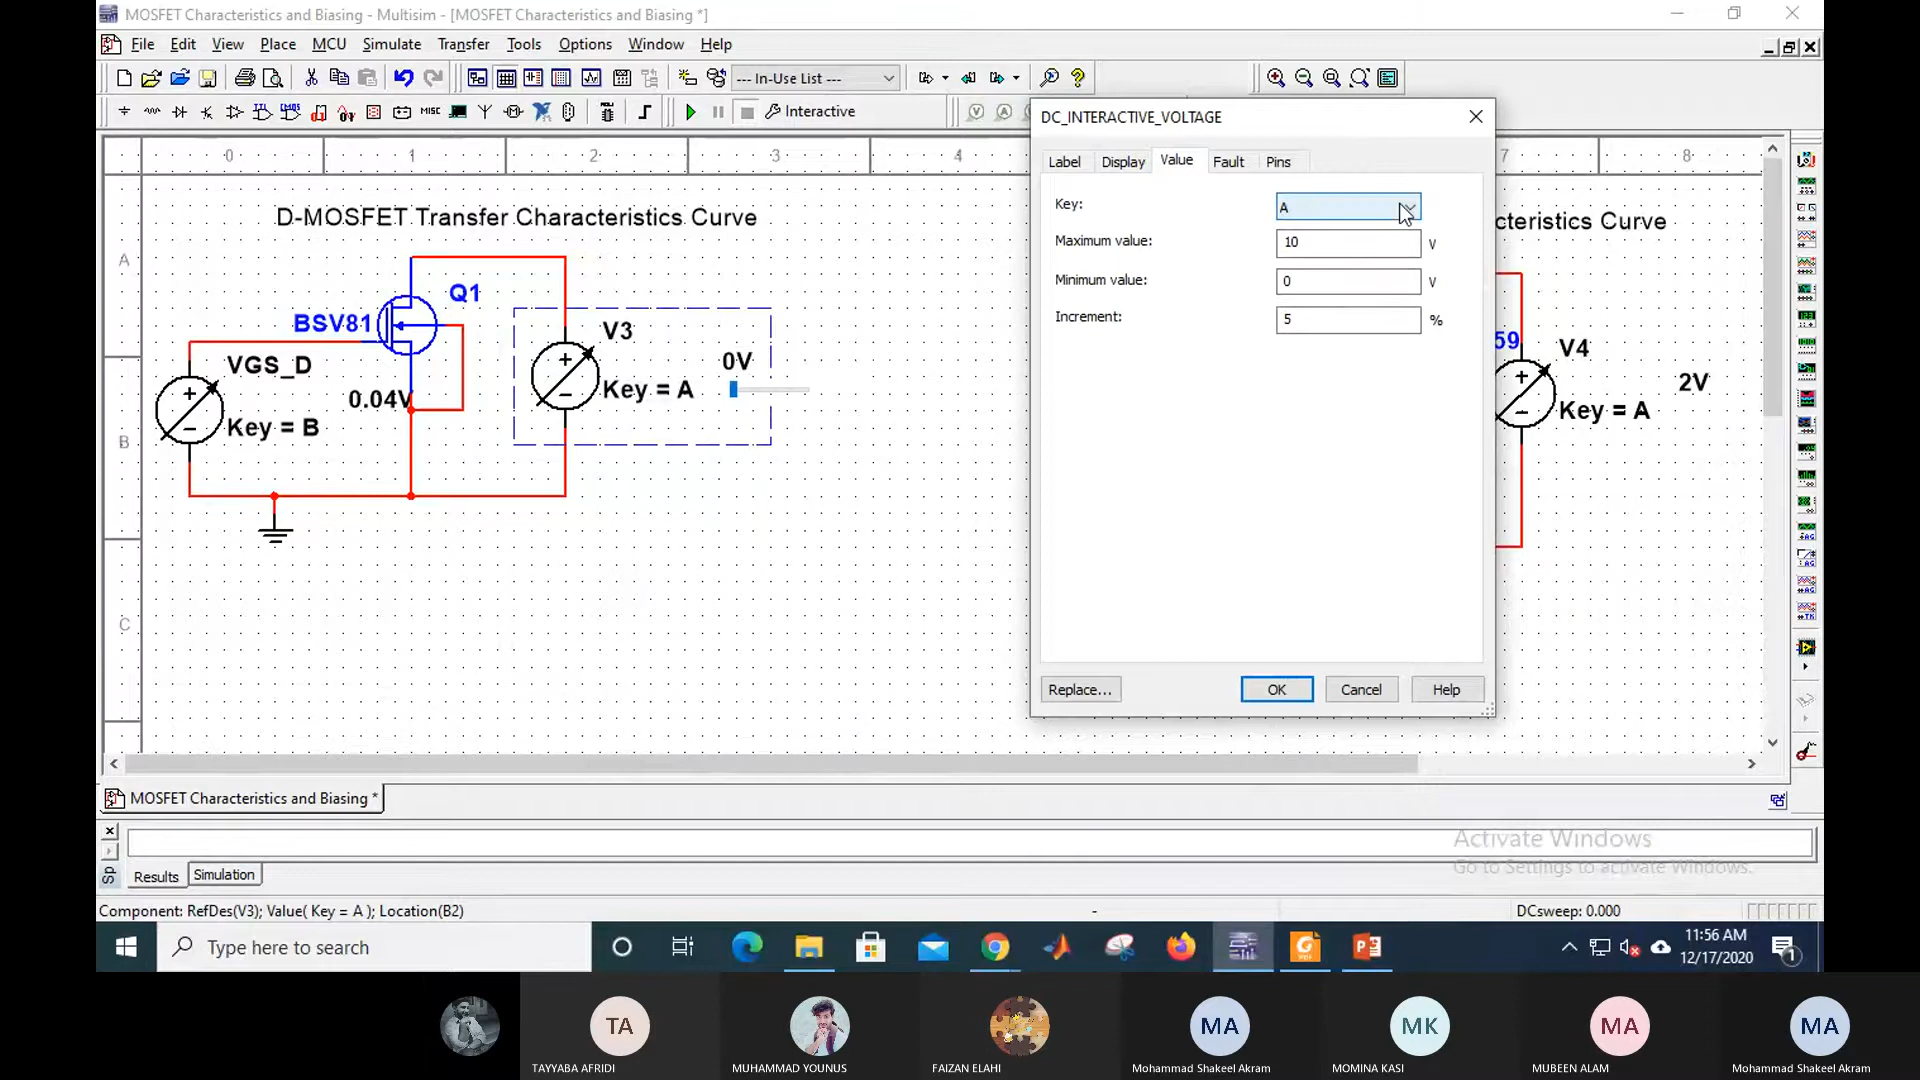 MOSFET Characteristics and Biasing - Multisim - [MOSFET Characteristics and Biasing *]
File Edit View Place MCU Simulate Transfer Tools Options Window Help
--- In-Use List ---
MISC
Interactive
0 1 2 3 4 7 8
A
B
C
D-MOSFET Transfer Characteristics Curve
Q1
BSV81
VGS_D
0.04V
Key = B
V3
0V
Key = A
DC_INTERACTIVE_VOLTAGE
Label Display Value Fault Pins
Key: A
Maximum value: 10 V
Minimum value: 0 V
Increment: 5 %
Replace... OK Cancel Help
cteristics Curve
59
V4
2V
Key = A
MOSFET Characteristics and Biasing *
Results Simulation
Activate Windows
Go to Settings to activate Windows.
Component: RefDes(V3); Value( Key = A ); Location(B2)
-
DCsweep: 0.000
Type here to search
11:56 AM
12/17/2020
1
TA
MA
MK
MA
MA
TAYYABA AFRIDI
MUHAMMAD YOUNUS
FAIZAN ELAHI
Mohammad Shakeel Akram
MOMINA KASI
MUBEEN ALAM
Mohammad Shakeel Akram